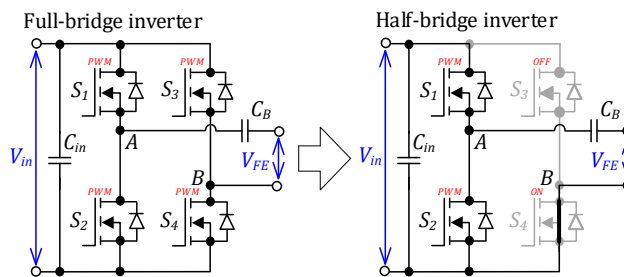 Full-bridge inverter
Half-bridge inverter
PWM
PWM
S1
S3
CB
Cin
Vin
A
VFE
B
PWM
PWM
S2
S4
PWM
OFF
S1
S3
CB
Cin
Vin
A
VFE
B
PWM
ON
S2
S4